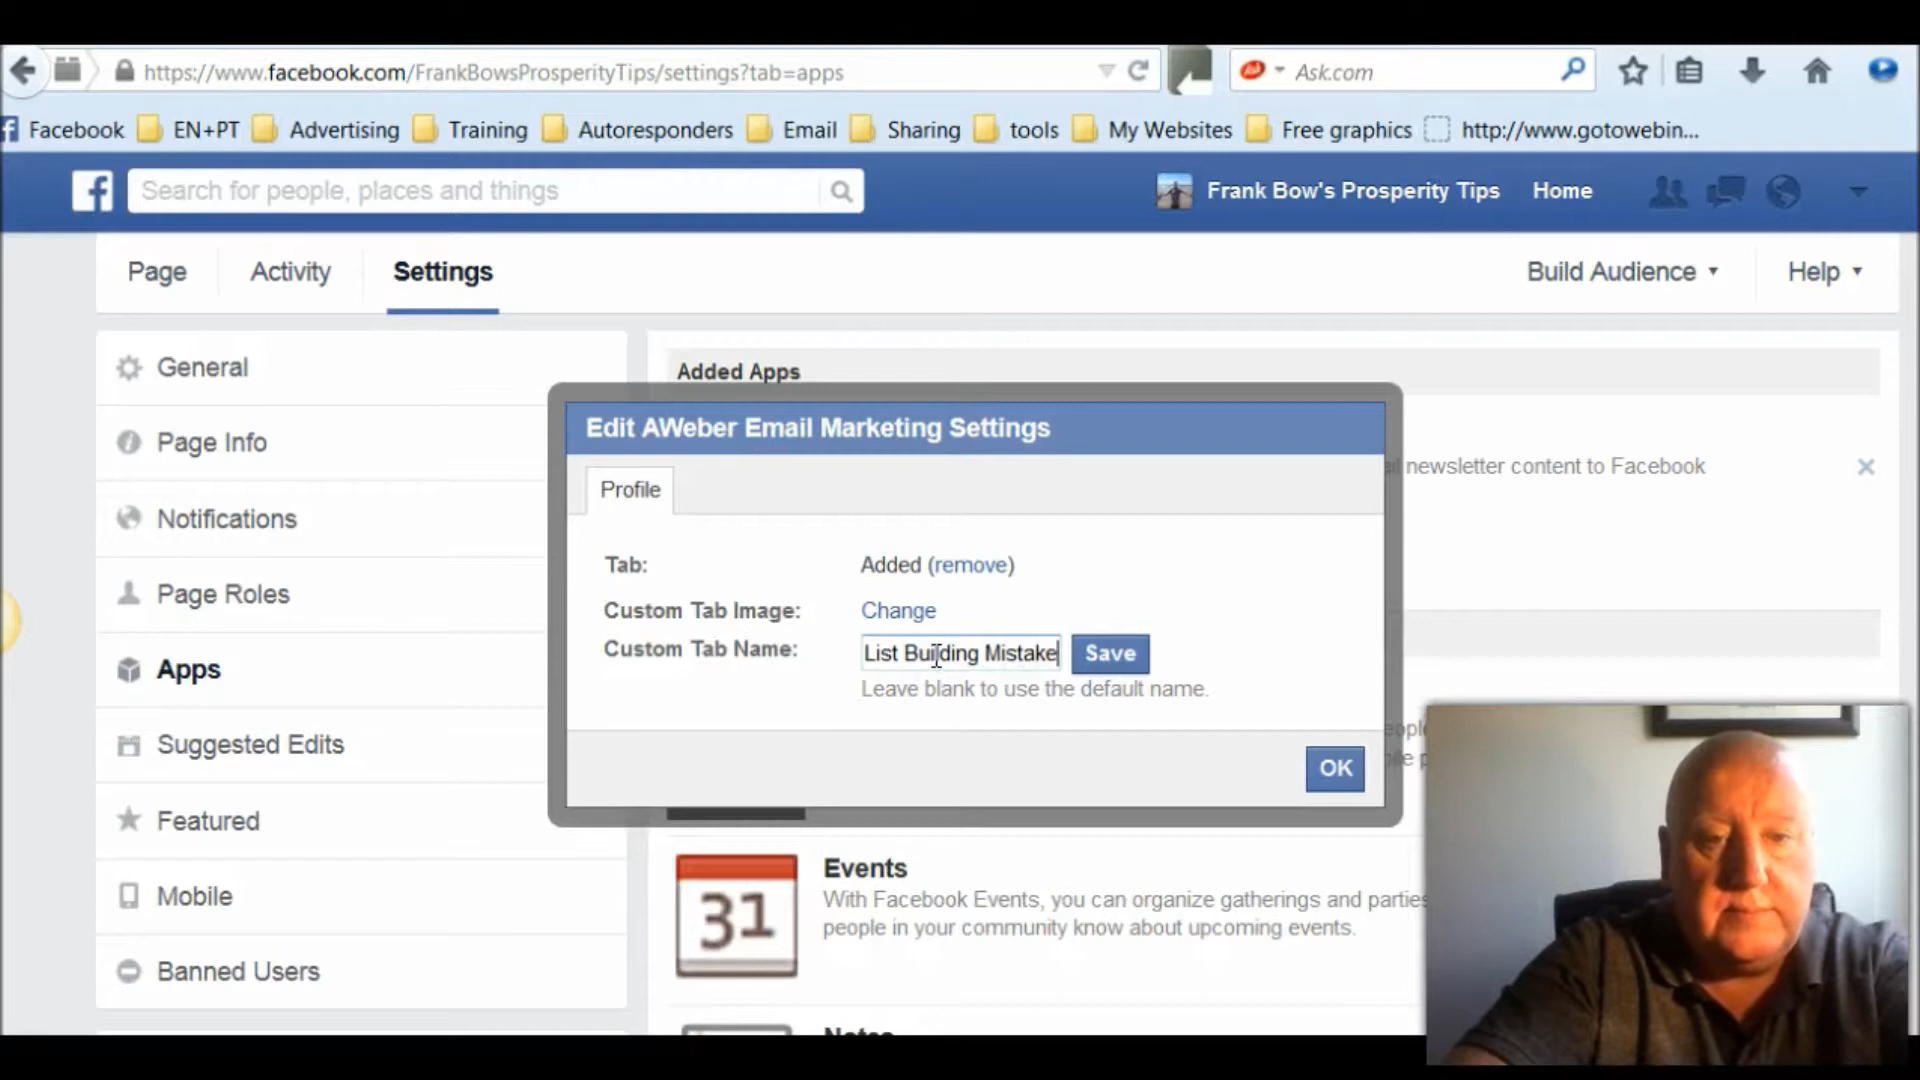 https://www.facebook.com/FrankBowsProsperityTips/settings?tab=apps
Ask.com
Facebook EN+PT Advertising Training Autoresponders Email Sharing tools My Websites Free graphics http://www.gotowebin...
Search for people, places and things
Frank Bow's Prosperity Tips Home
Page Activity Settings Build Audience Help
General
Page Info
Notifications
Page Roles
Apps
Suggested Edits
Featured
Mobile
Banned Users
Added Apps
newsletter content to Facebook
Edit AWeber Email Marketing Settings
Profile
Tab: Added (remove)
Custom Tab Image: Change
Custom Tab Name: List Building Mistake Save
Leave blank to use the default name.
OK
31
Events
With Facebook Events, you can organize gatherings and parties
people in your community know about upcoming events.
Notes